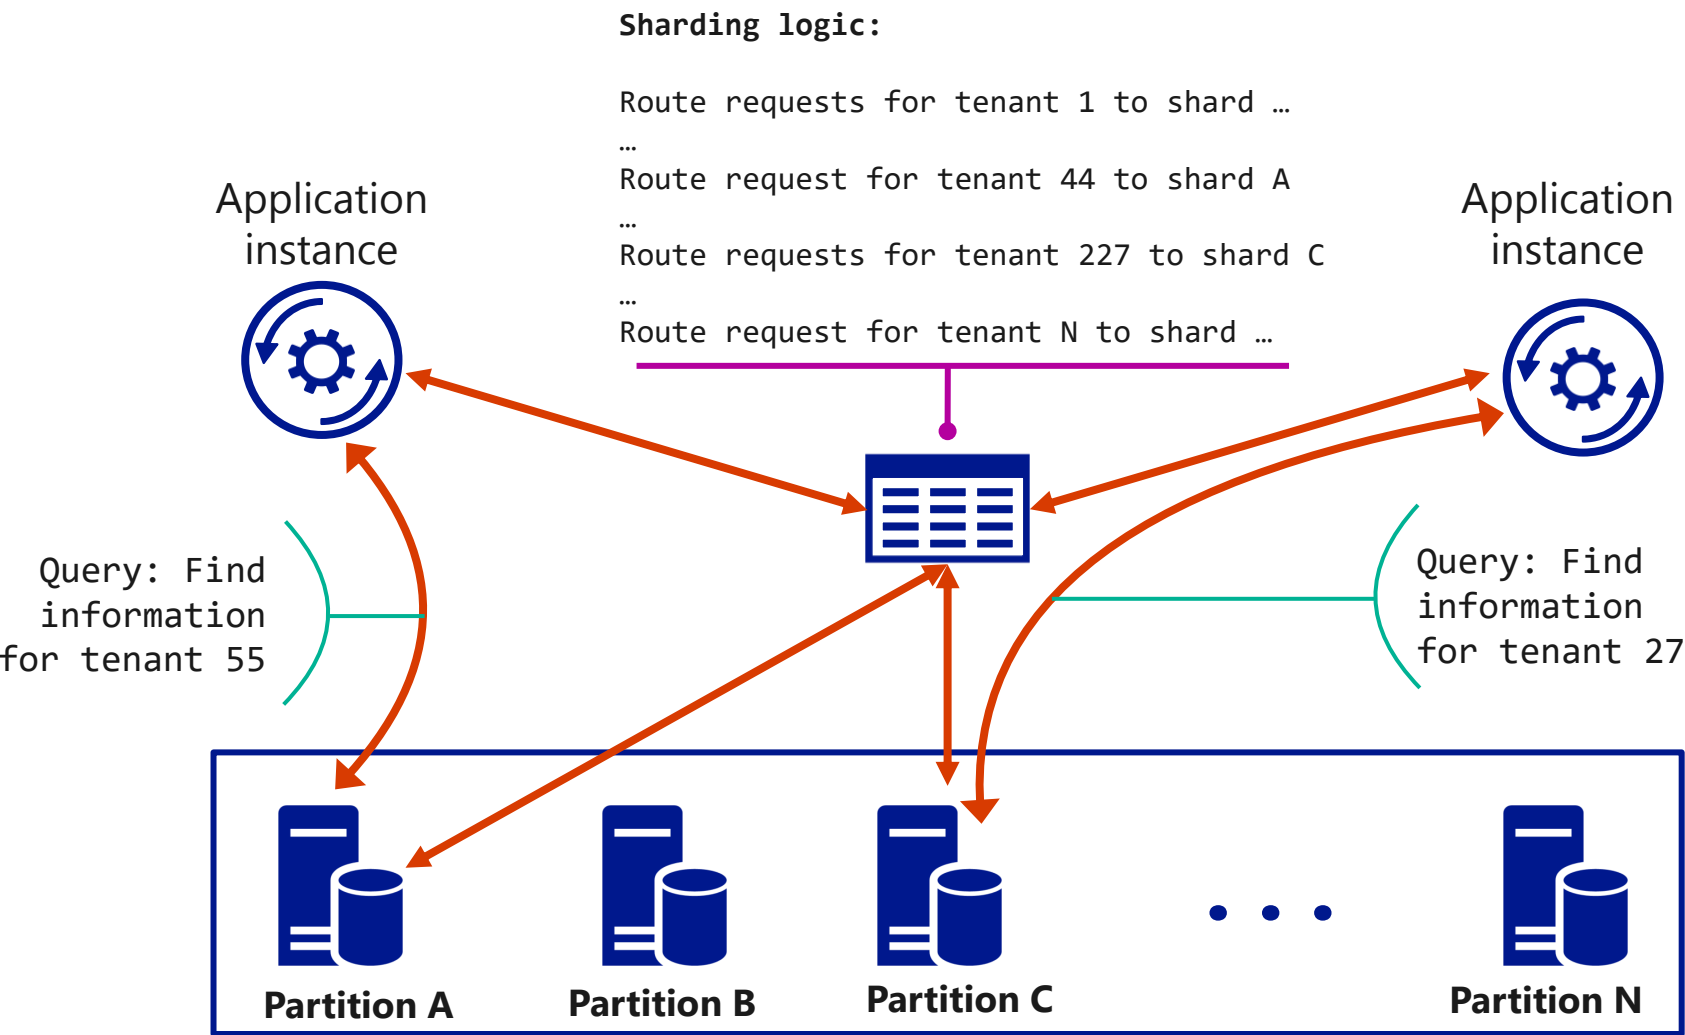 Sharding logic:
Route requests for tenant 1 to shard …
…
Route request for tenant 44 to shard A
…
Route requests for tenant 227 to shard C
…
Route request for tenant N to shard …
Application
instance
Application
instance
Query: Find
information
for tenant 55
Query: Find
information
for tenant 27
Partition A
Partition B
Partition C
Partition N